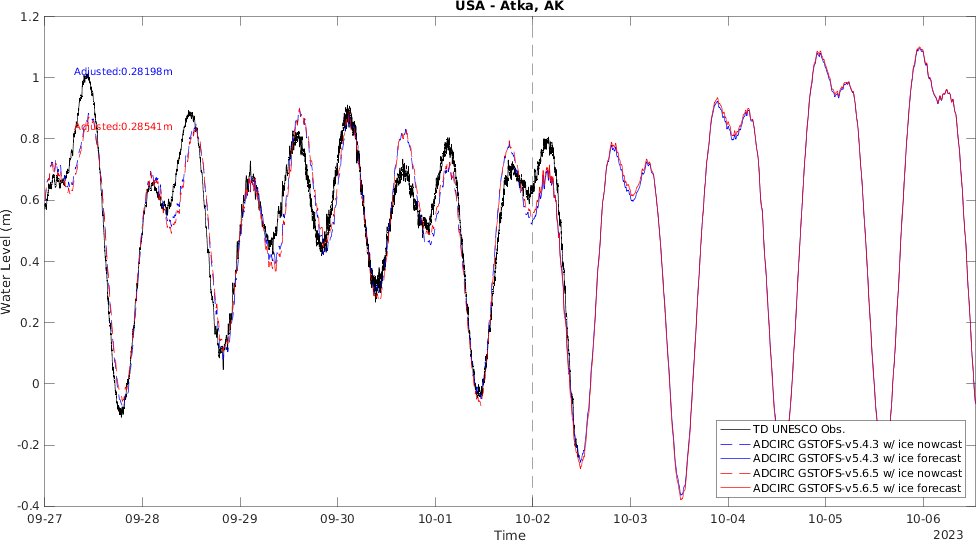 USA - Atka, AK
1.2
1
0.8
0.6
0.4
0.2
0
-0.2
-0.4
Water Level (m)
Adjusted:0.28198m
Adjusted:0.28541m
TD UNESCO Obs.
ADCIRC GSTOFS-v5.4.3 w/ ice nowcast
ADCIRC GSTOFS-v5.4.3 w/ ice forecast
ADCIRC GSTOFS-v5.6.5 w/ ice nowcast
ADCIRC GSTOFS-v5.6.5 w/ ice forecast
09-27 09-28 09-29 09-30 10-01 10-02 10-03 10-04 10-05 10-06
Time
2023